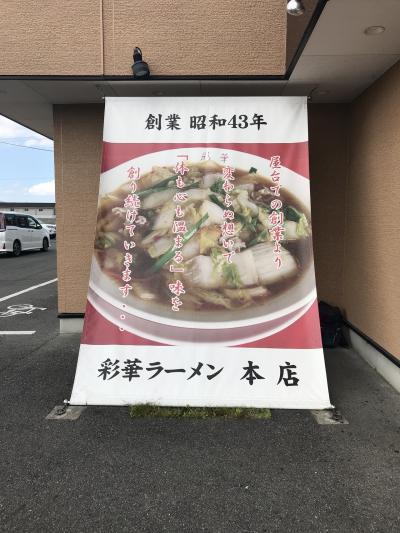 創業 昭和43年
彩華
屋台での創業より
変わらぬ想いで
「体も心も温まる」味を
創り続けていきます・・・・
彩華ラーメン 本店